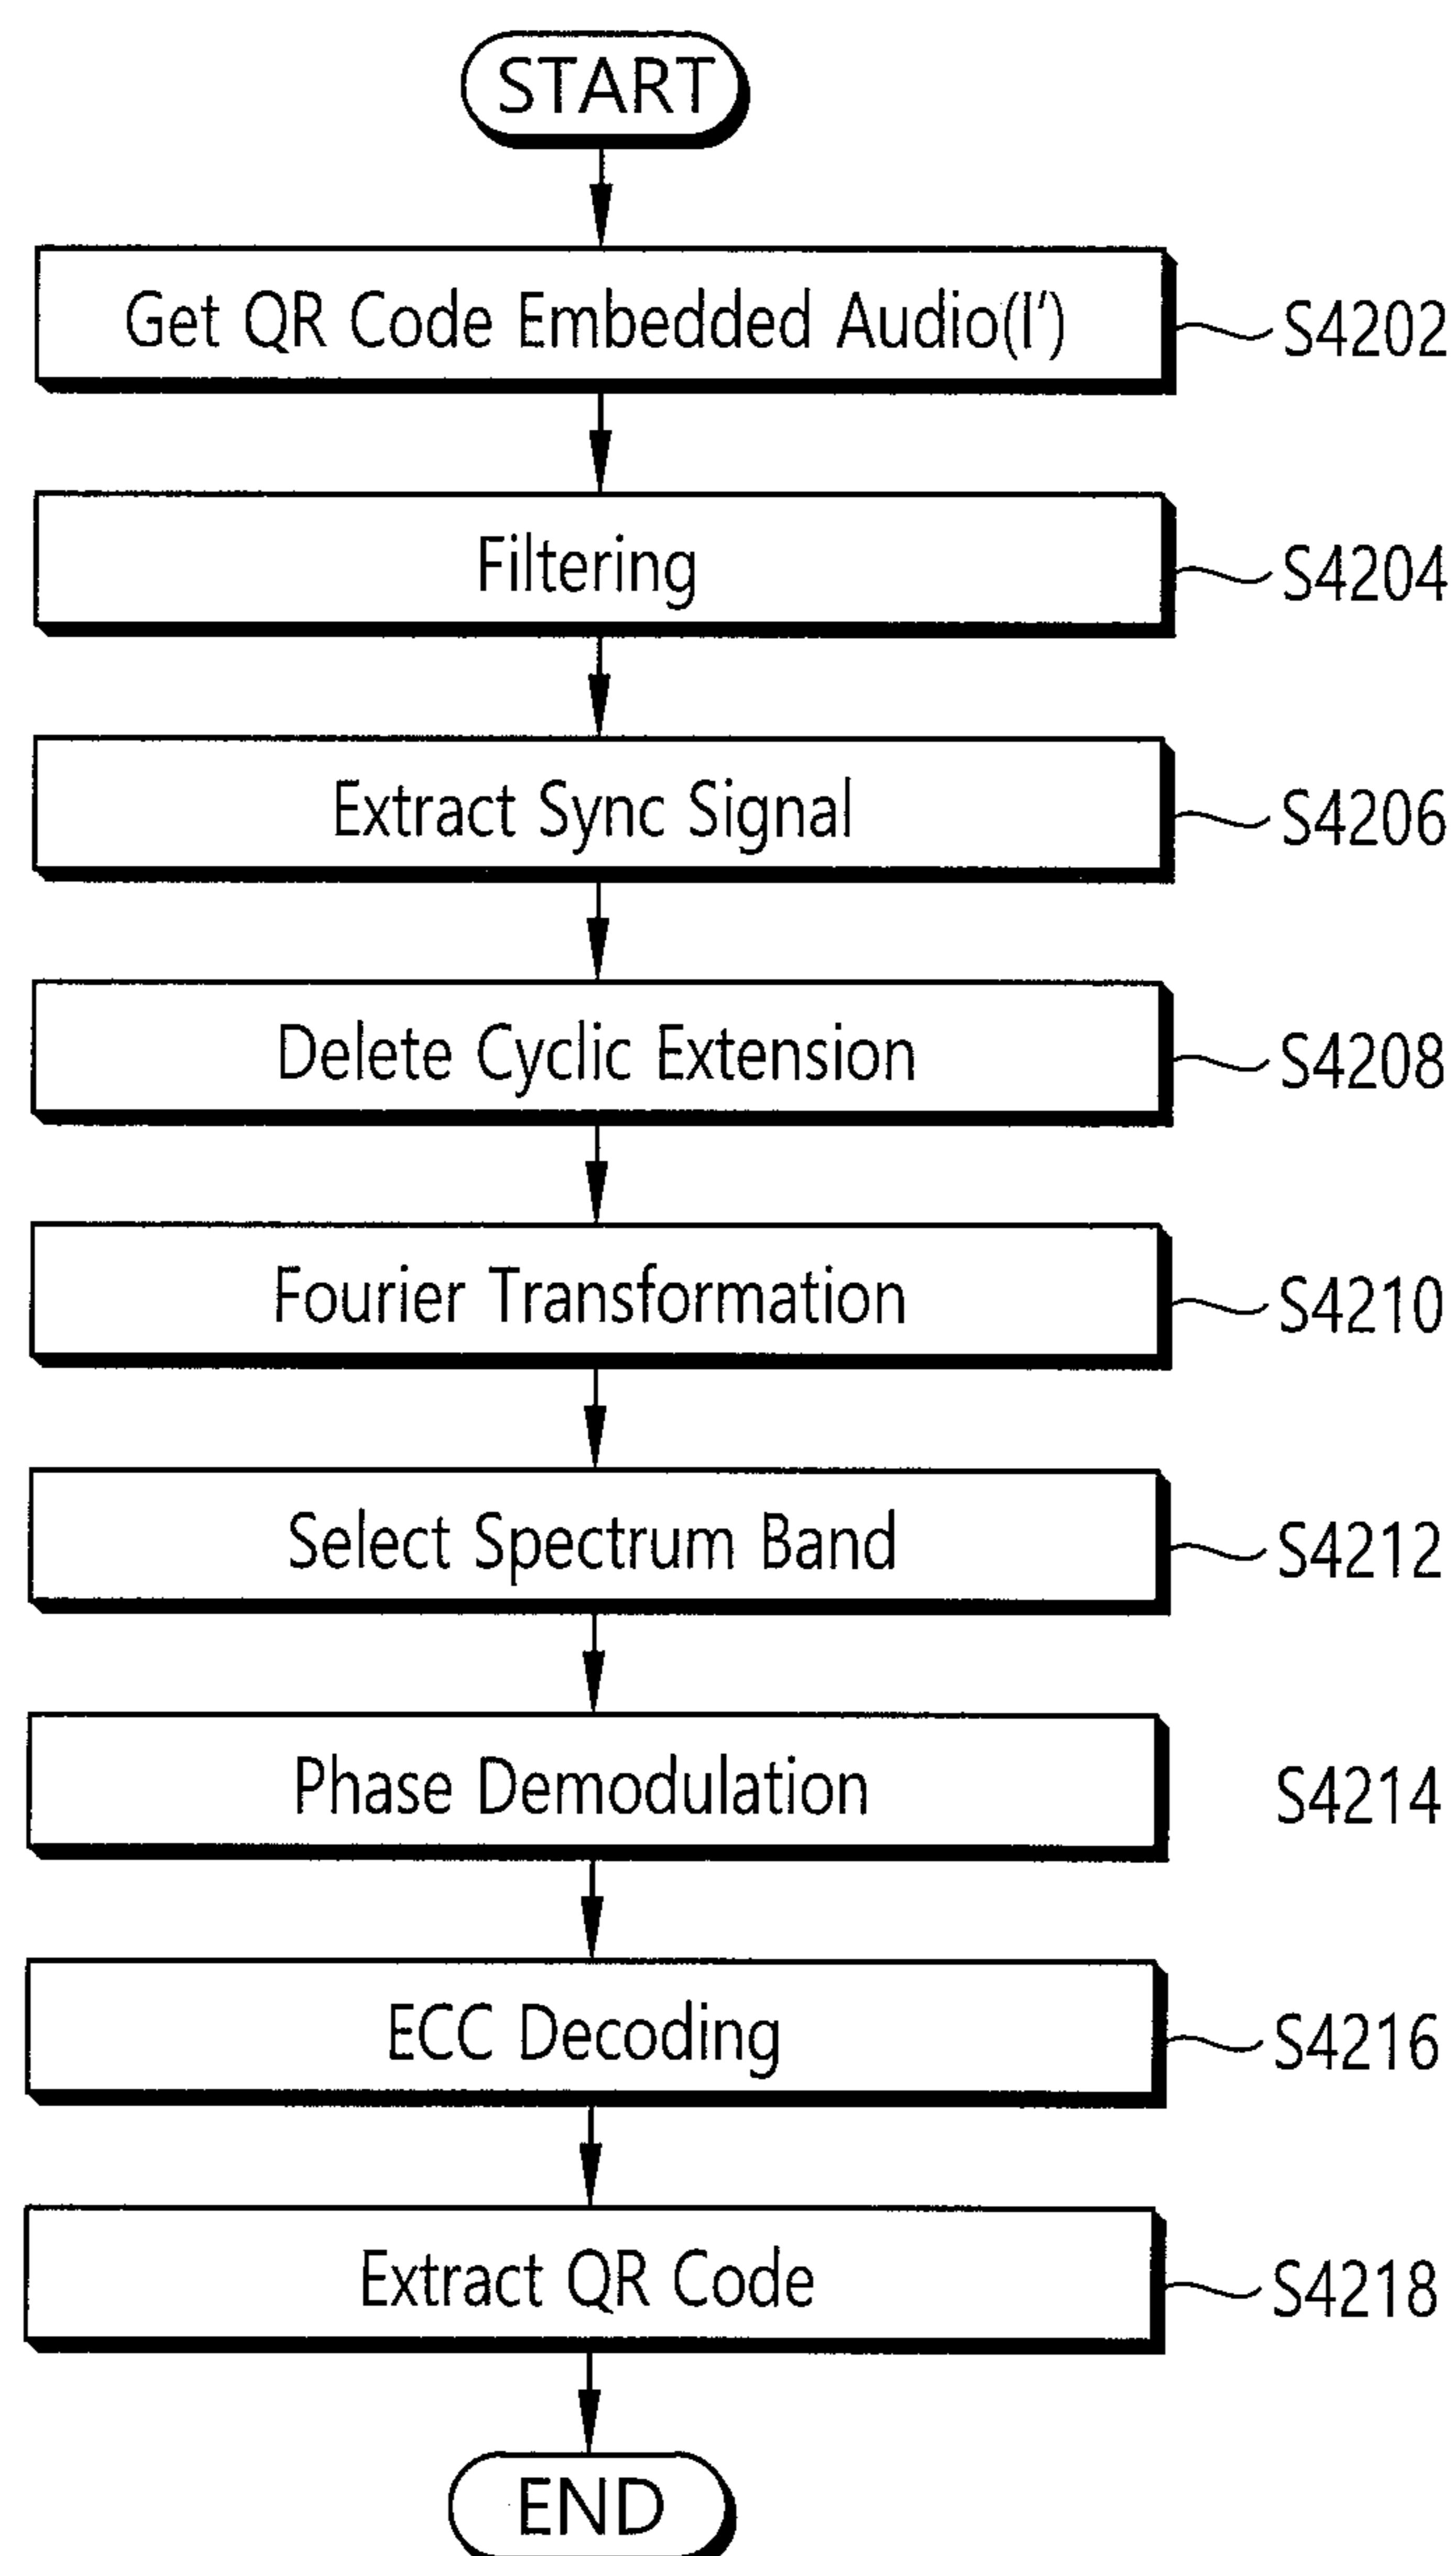 START
Get QR Code Embedded Audio(I')
S4202
Filtering
S4204
Extract Sync Signal
S4206
Delete Cyclic Extension
S4208
Fourier Transformation
S4210
Select Spectrum Band
S4212
Phase Demodulation
S4214
ECC Decoding
S4216
Extract QR Code
S4218
END